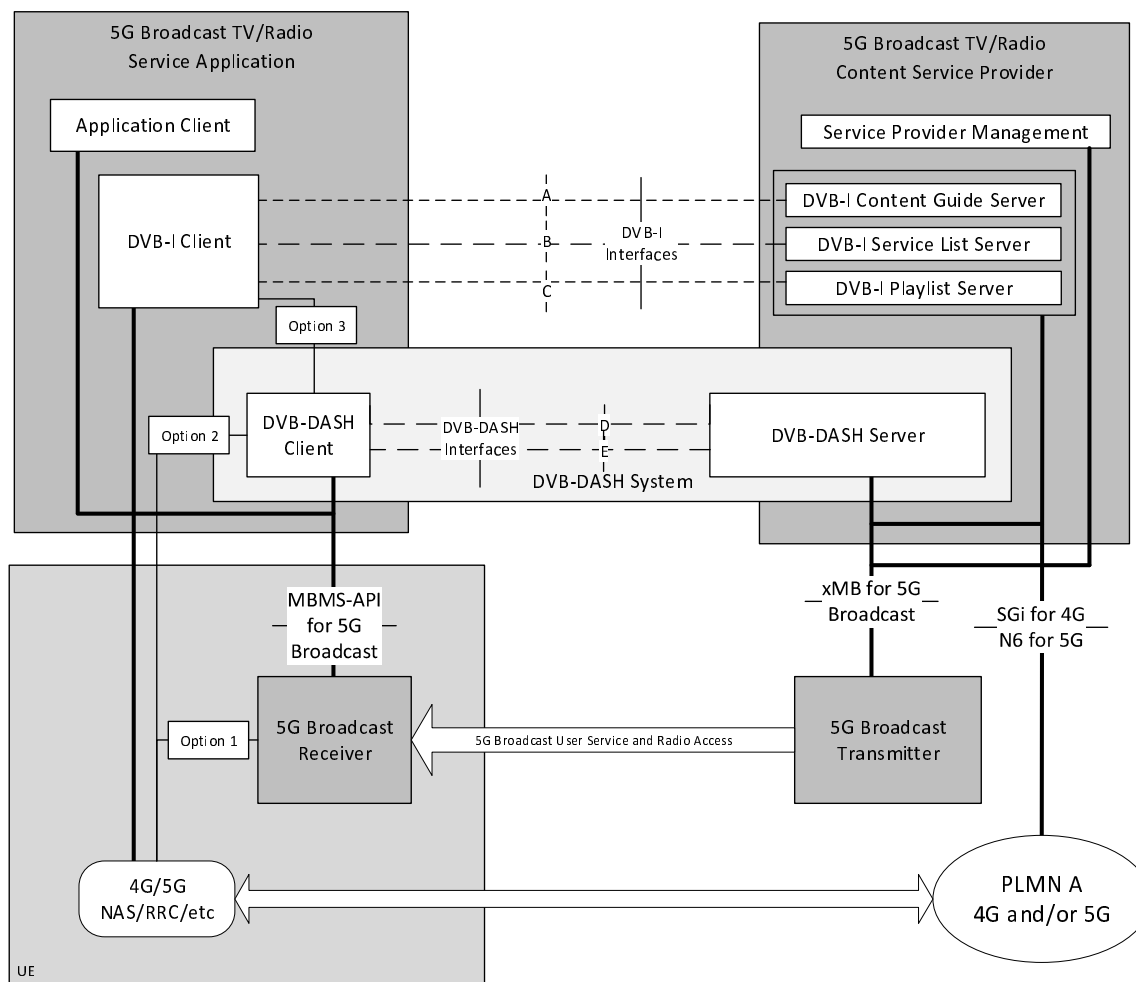 5G Broadcast TV/Radio
Service Application
5G Broadcast TV/Radio
Content Service Provider
Application Client
Service Provider Management
DVB-I Client
A
B
C
DVB-I
Interfaces
DVB-I Content Guide Server
DVB-I Service List Server
DVB-I Playlist Server
Option 3
Option 2
DVB-DASH
Client
DVB-DASH
Interfaces
D
E
DVB-DASH System
DVB-DASH Server
MBMS-API
for 5G
Broadcast
xMB for 5G
Broadcast
SGi for 4G
N6 for 5G
Option 1
5G Broadcast
Receiver
5G Broadcast User Service and Radio Access
5G Broadcast
Transmitter
4G/5G
NAS/RRC/etc
PLMN A
4G and/or 5G
UE